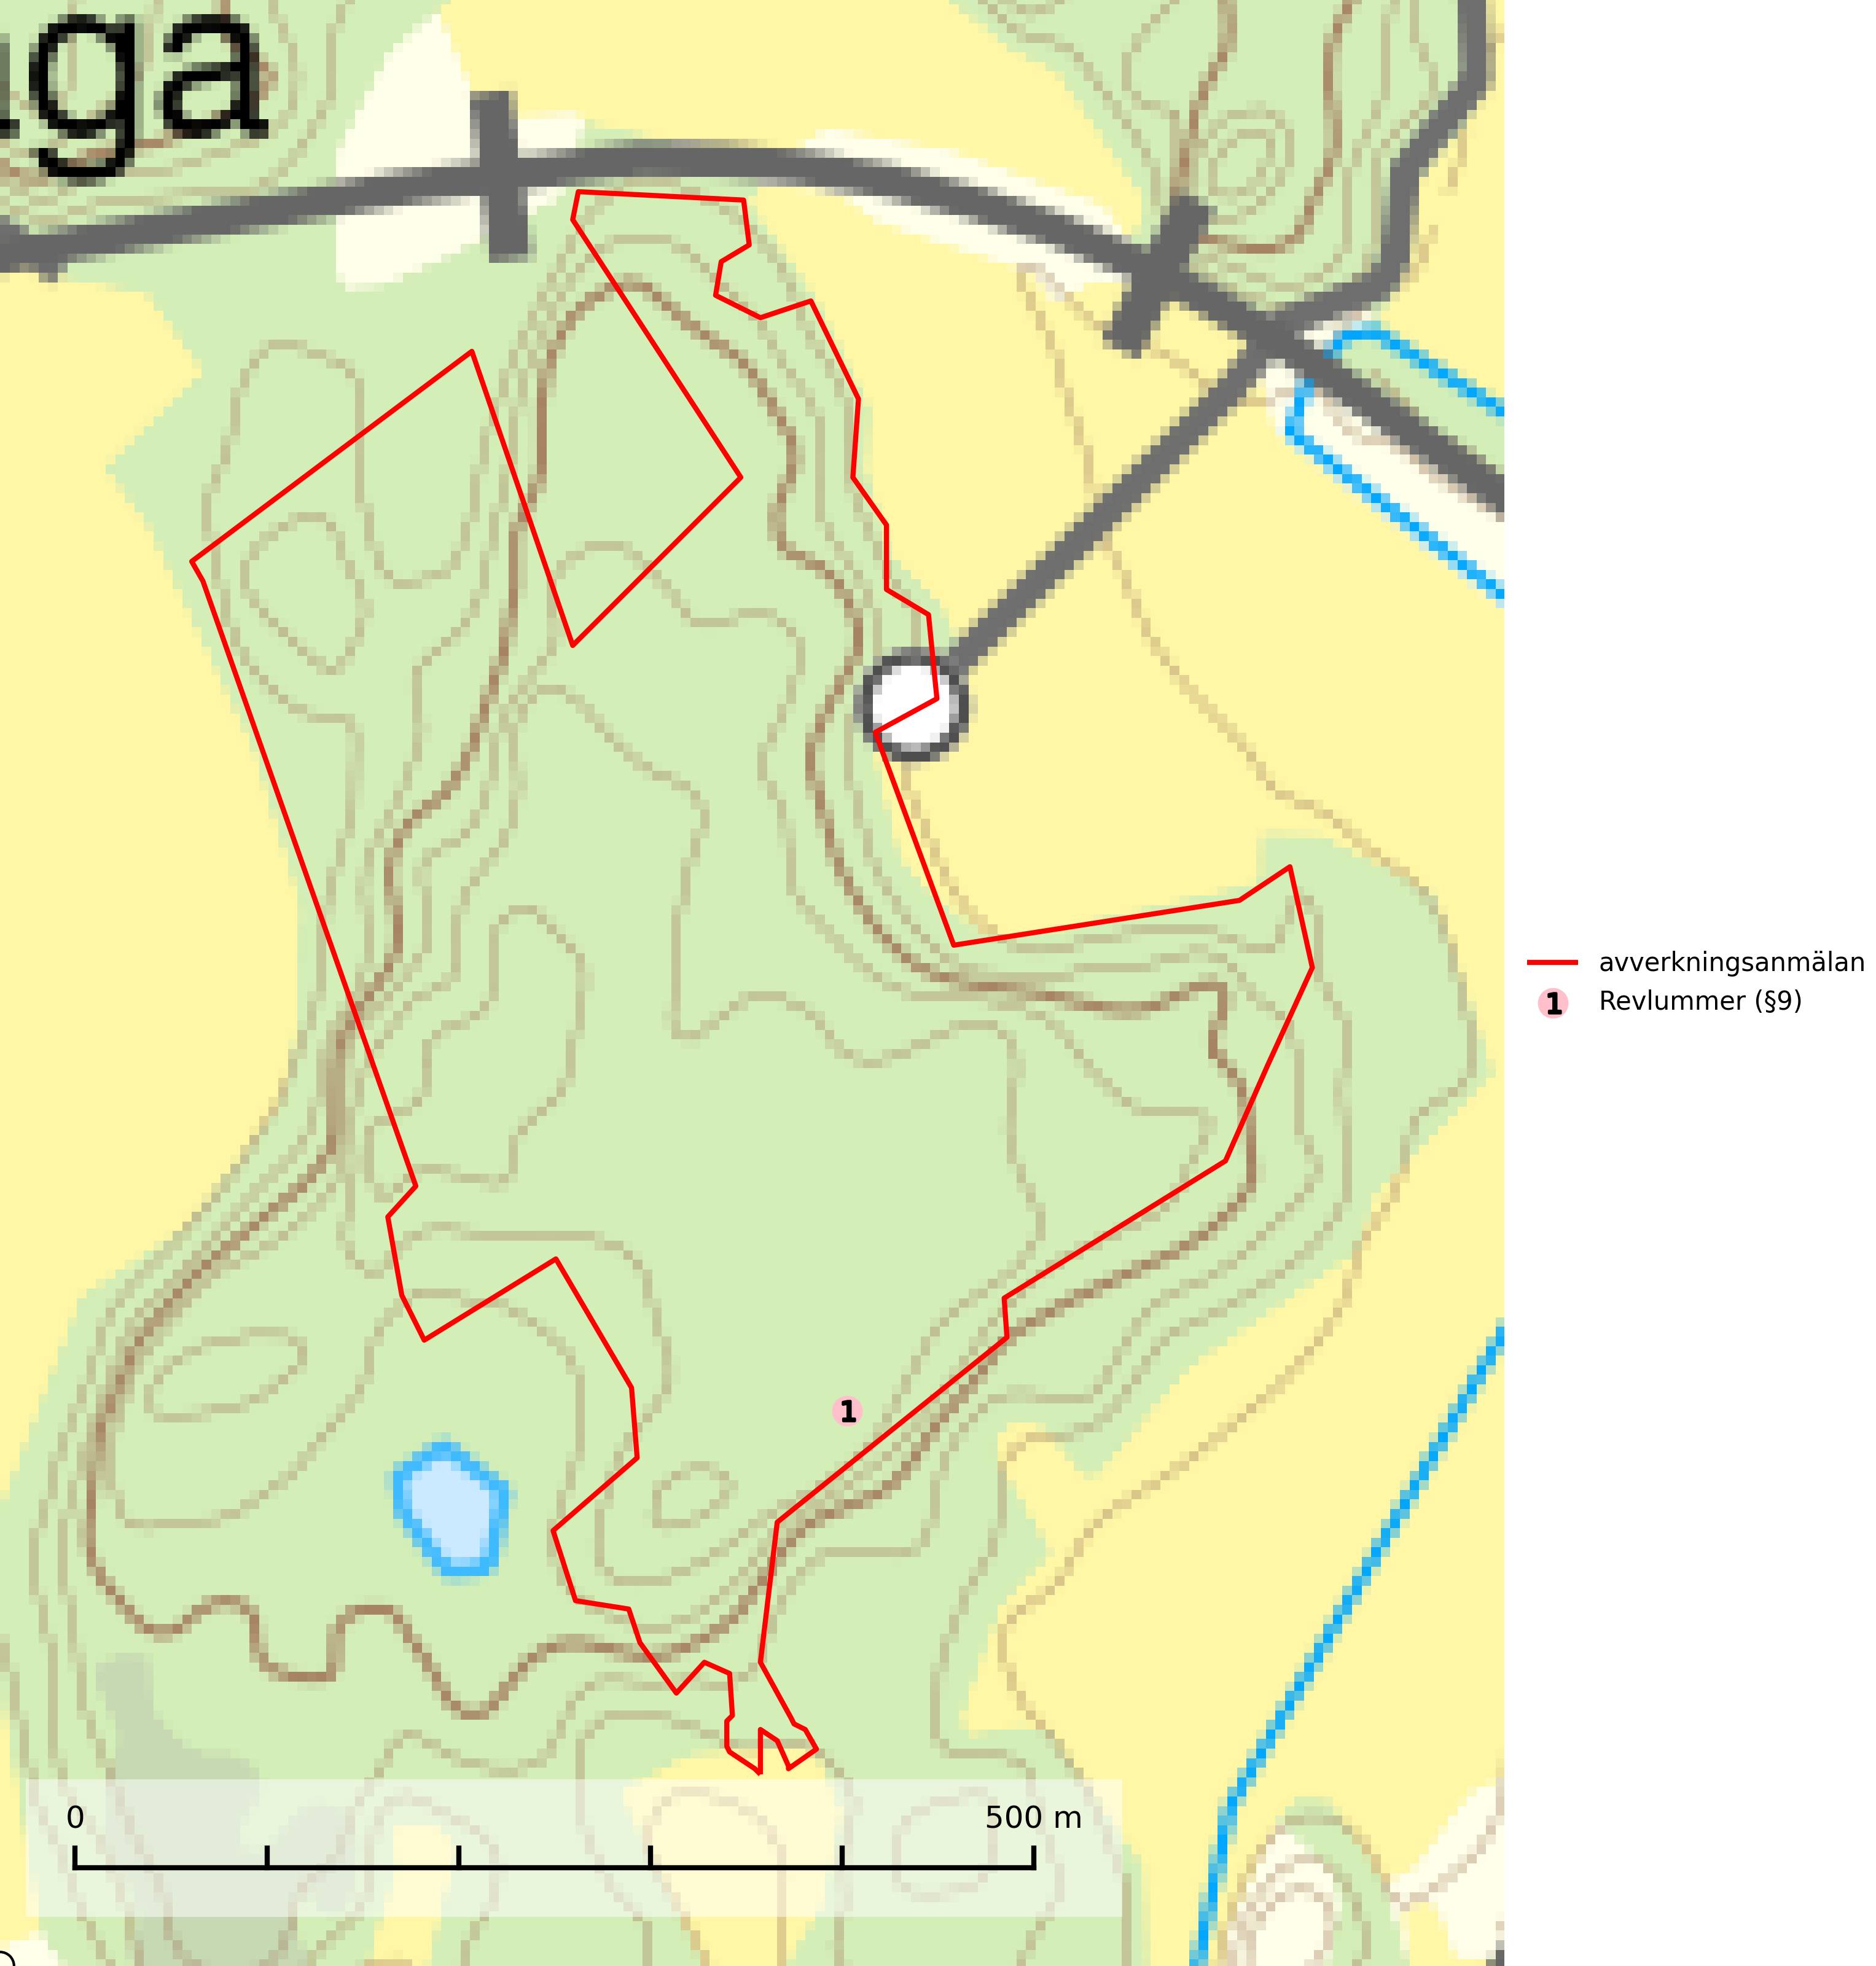 ga
avverkningsanmälan
1 Revlummer (§9)
1
0 500 m